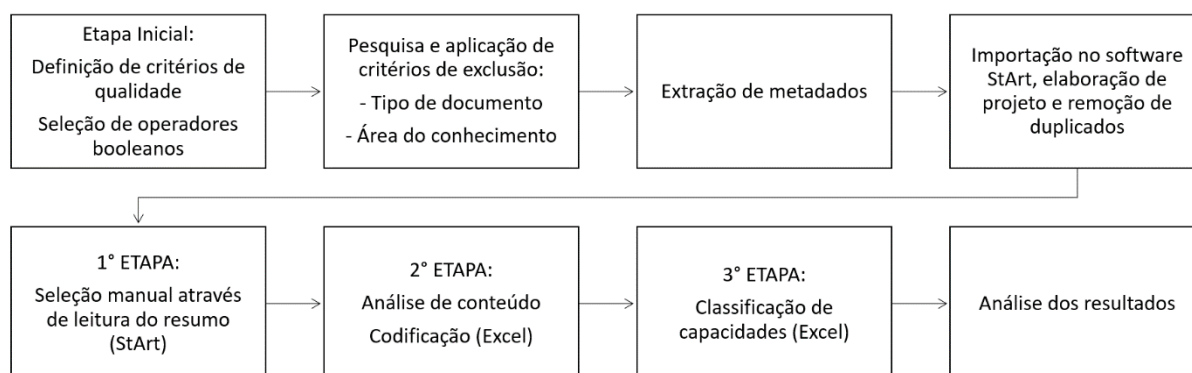 Etapa Inicial:
Definição de critérios de
qualidade
Seleção de operadores
booleanos
Pesquisa e aplicação de
critérios de exclusão:
- Tipo de documento
- Área do conhecimento
Extração de metadados
Importação no software
StArt, elaboração de
projeto e remoção de
duplicados
1° ETAPA:
Seleção manual através
de leitura do resumo
(StArt)
2° ETAPA:
Análise de conteúdo
Codificação (Excel)
3° ETAPA:
Classificação de
capacidades (Excel)
Análise dos resultados